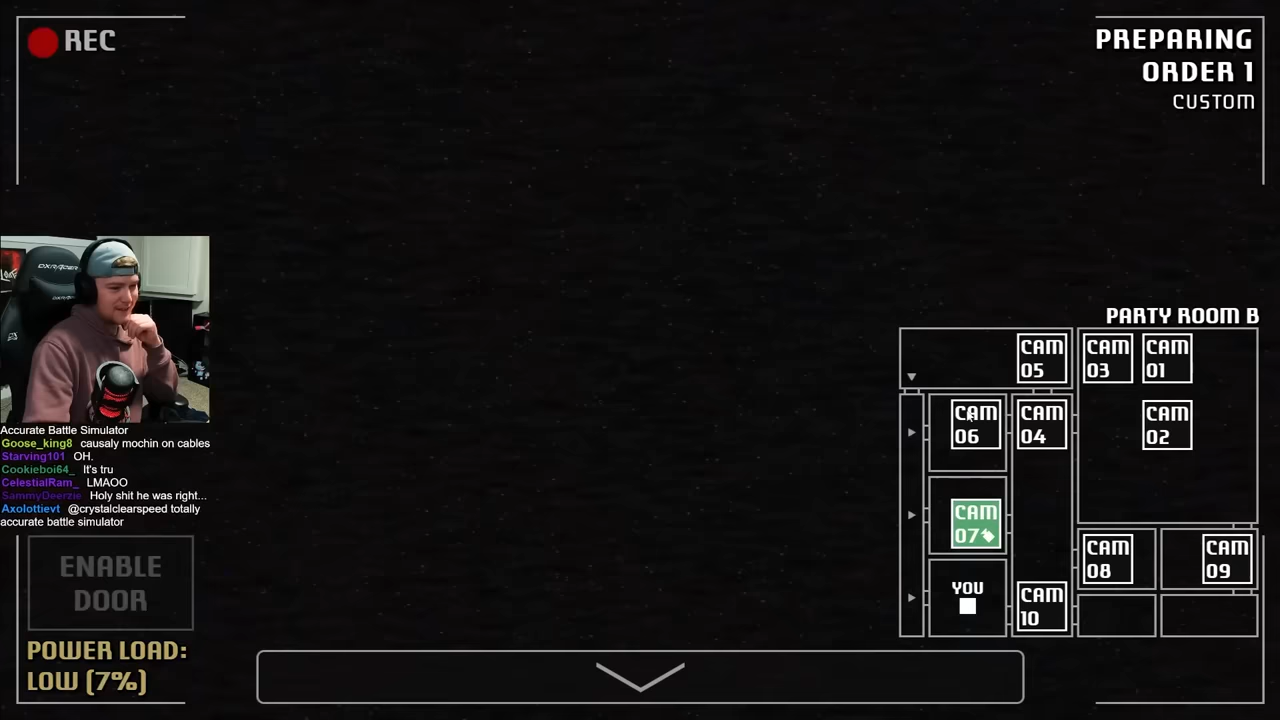 REC
PREPARING
ORDER 1
CUSTOM
PARTY ROOM B
CAM
05
CAM
03
CAM
01
CAM
06
CAM
04
CAM
02
CAM
07
CAM
08
CAM
09
YOU
CAM
10
Accurate Battle Simulator
Goose_king8 causaly mochin on cables
Starving101 OH.
Cookieboi64_ It's tru
CelestialRam_ LMAOO
SammyDeerzie Holy shit he was right...
Axolottievt @crystalclearspeed totally
accurate battle simulator
ENABLE
DOOR
POWER LOAD:
LOW (7%)